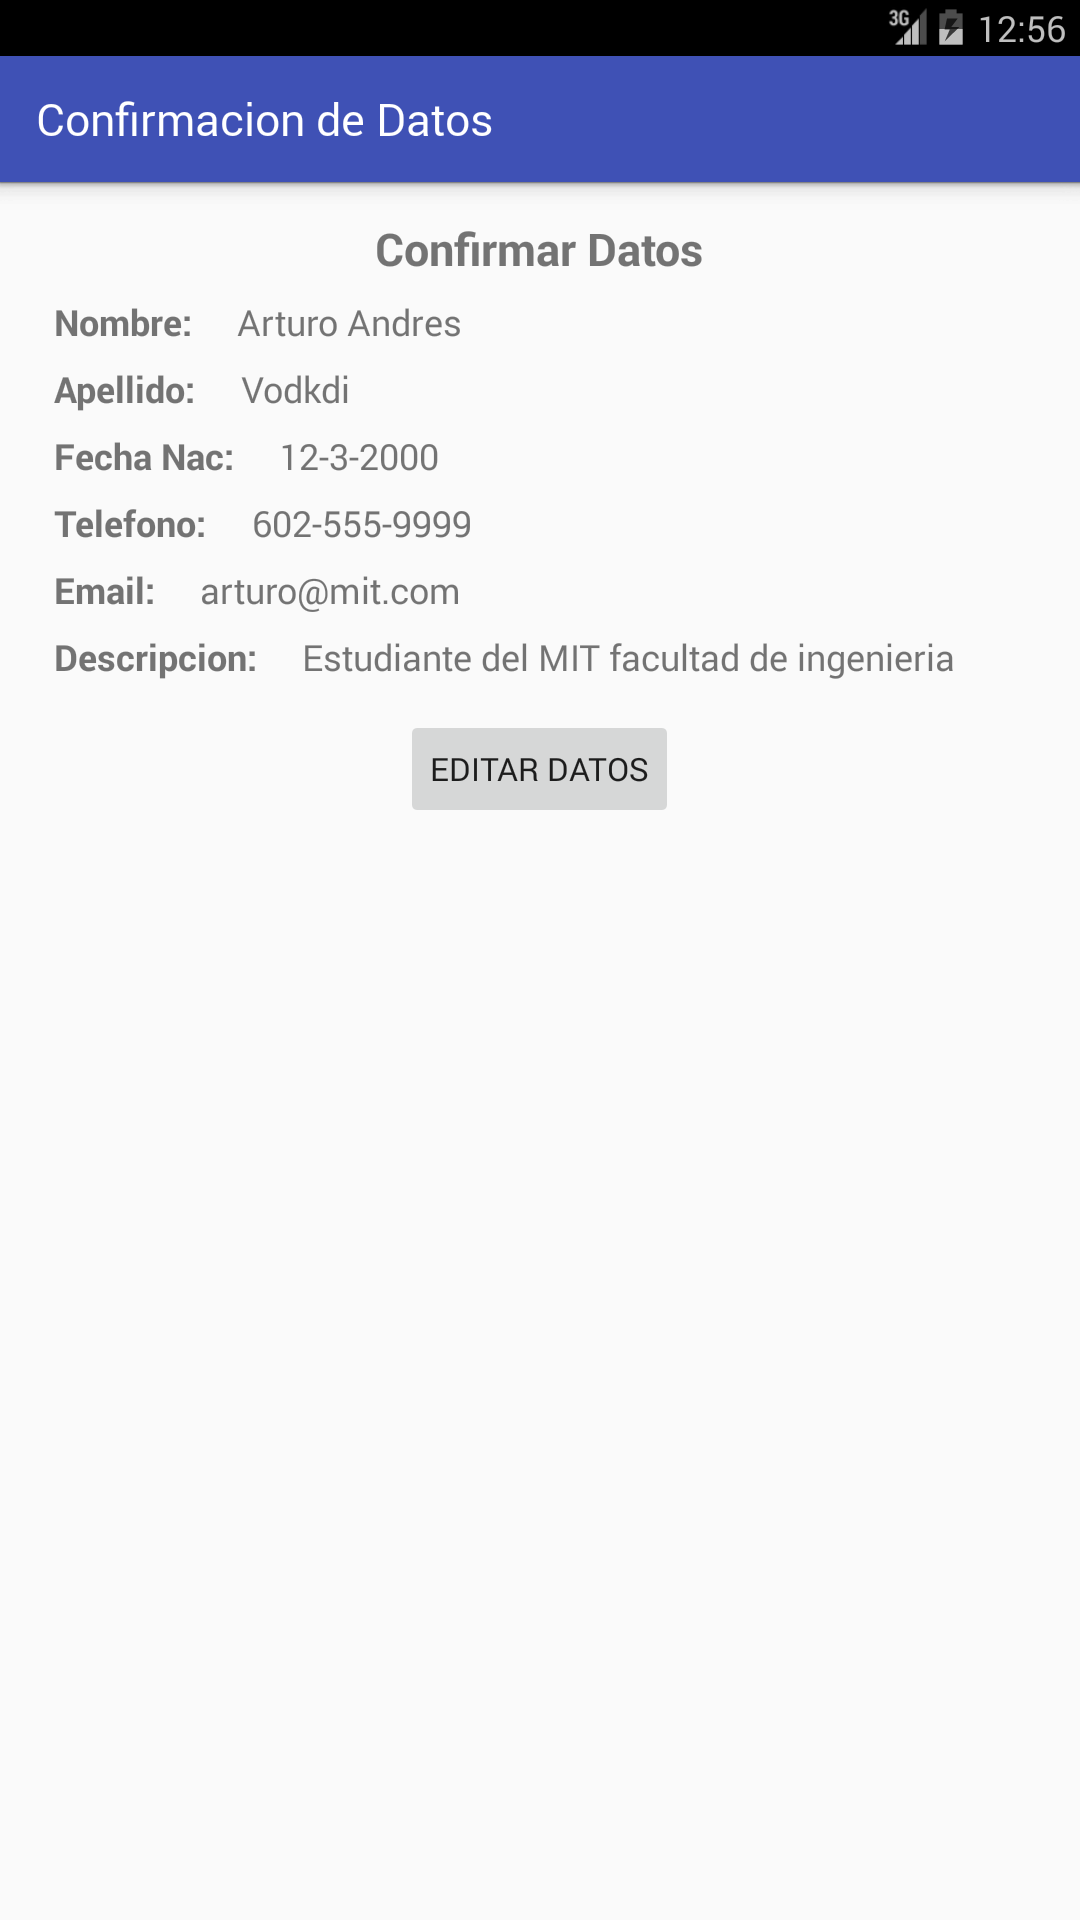 3G 12:56
Confirmacion de Datos
Confirmar Datos
Nombre: Arturo Andres
Apellido: Vodkdi
Fecha Nac: 12-3-2000
Telefono: 602-555-9999
Email: arturo@mit.com
Descripcion: Estudiante del MIT facultad de ingenieria
EDITAR DATOS